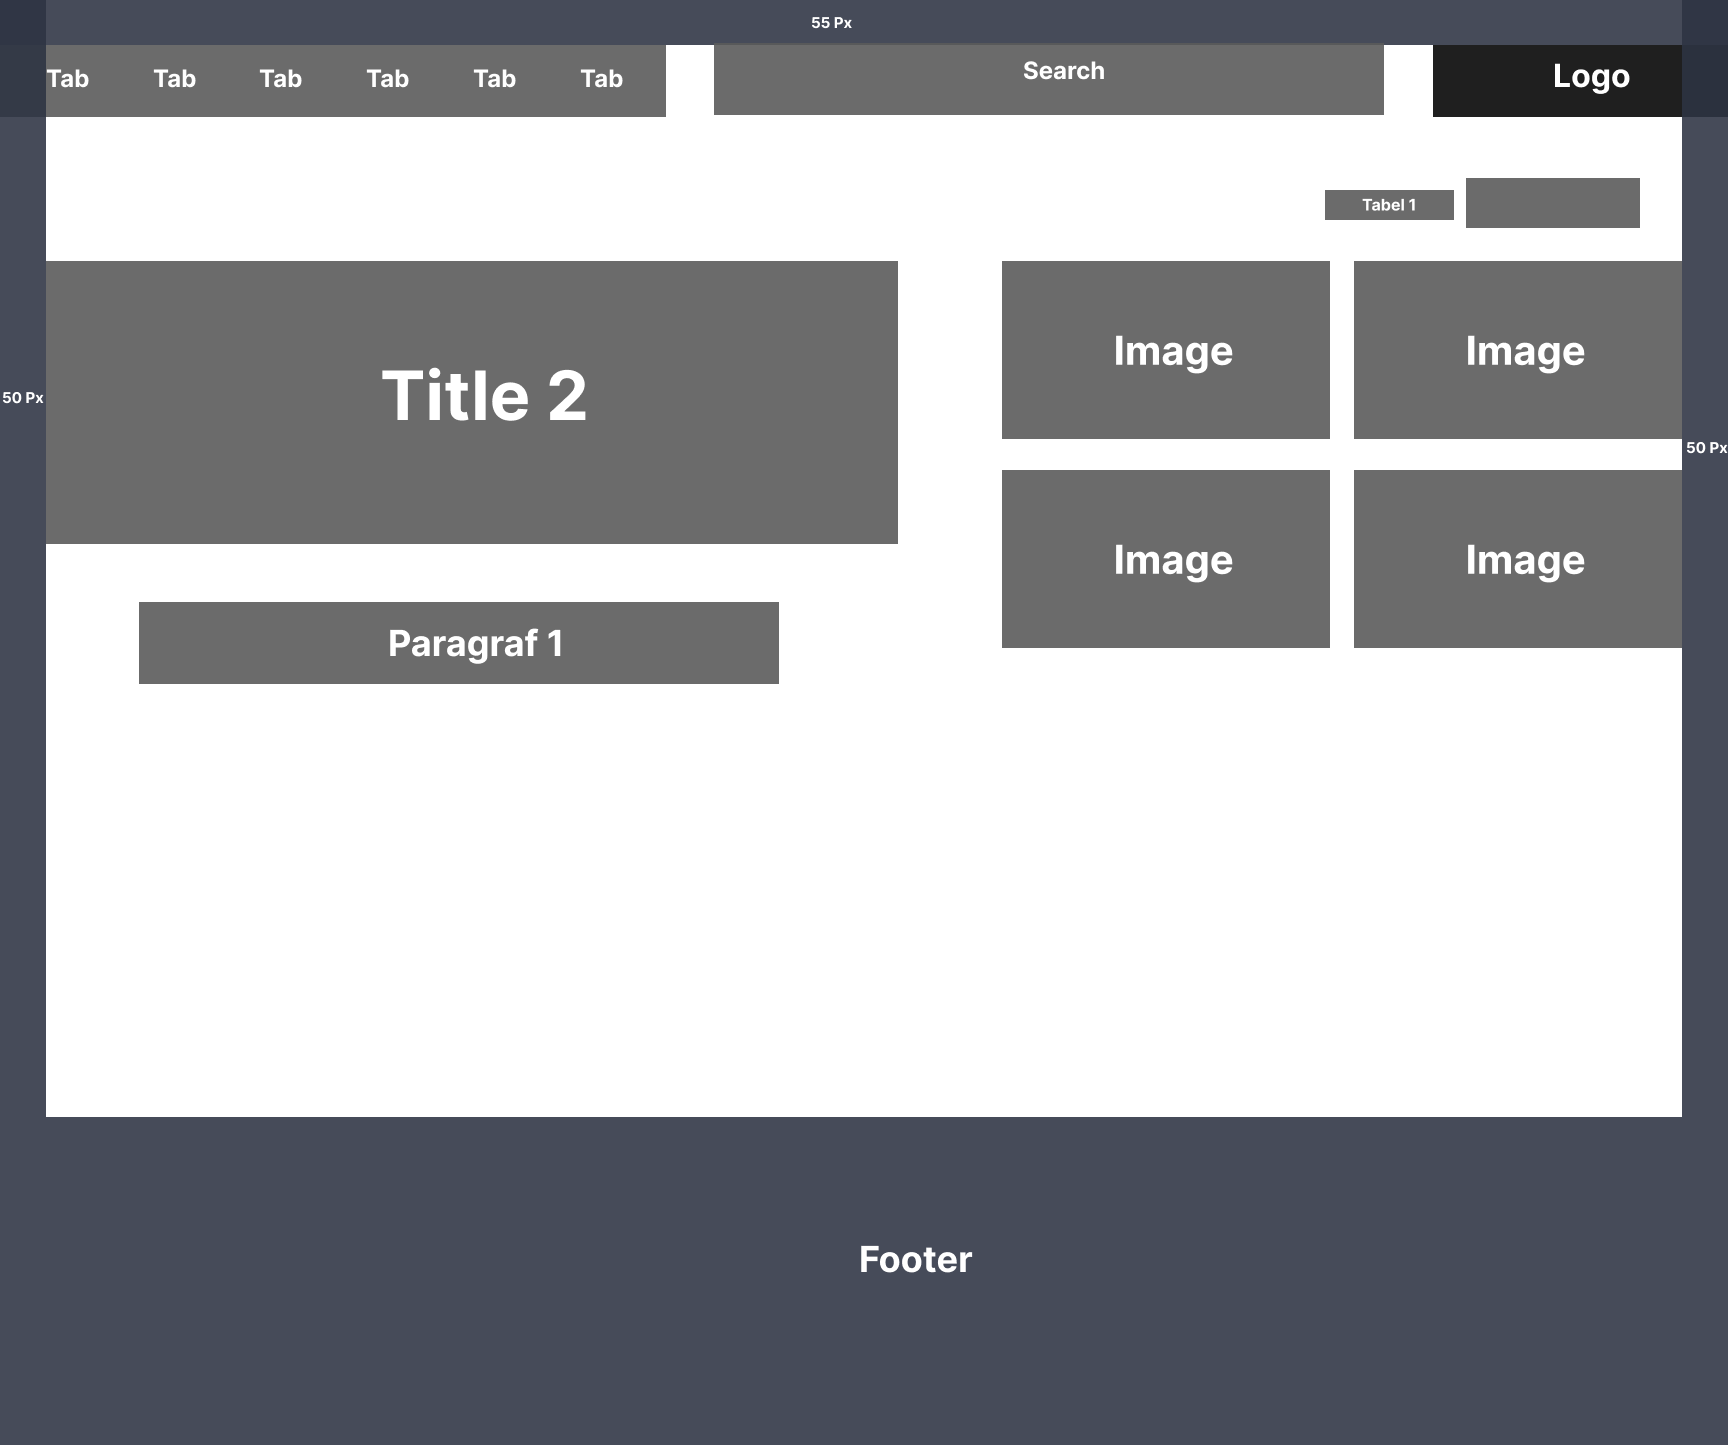 55 Px
Tab Tab Tab Tab Tab Tab
Search
Logo
Tabel 1
Title 2
Image
Image
50 Px
50 Px
Image
Image
Paragraf 1
Footer